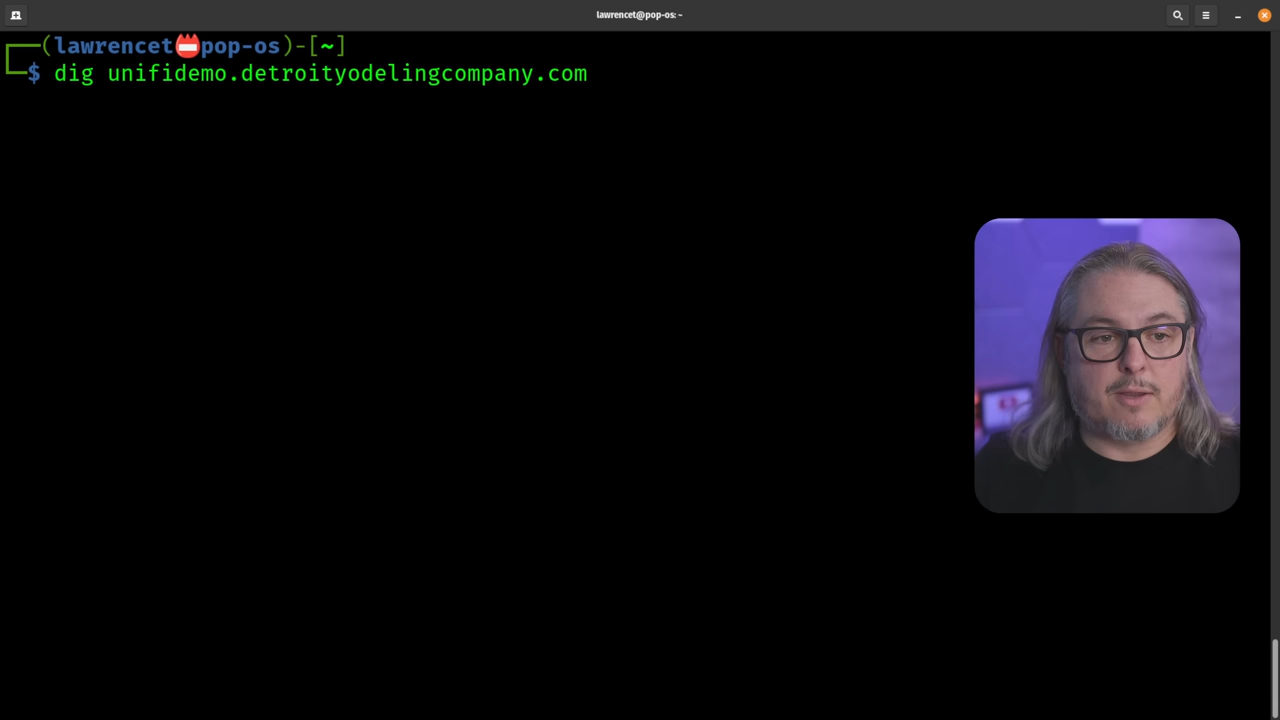 lawrencet@pop-os: ~
(lawrencet📛pop-os)-[~]
$ dig unifidemo.detroityodelingcompany.com